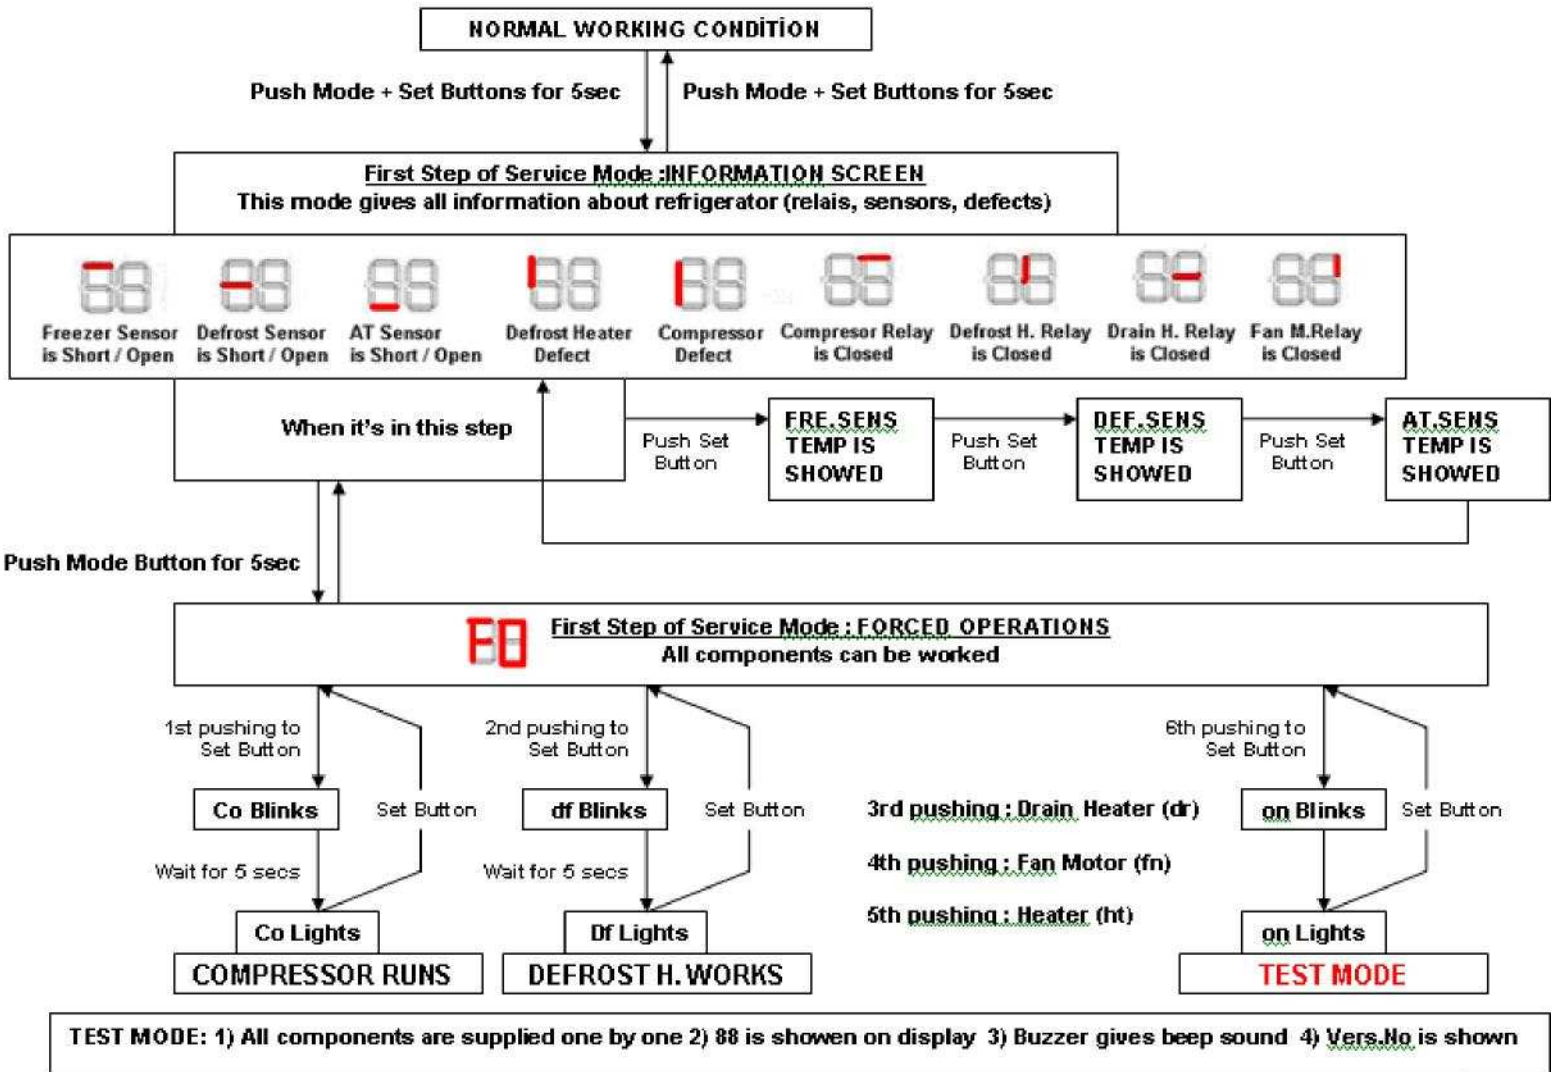 NORMAL WORKING CONDİTİON
Push Mode + Set Buttons for 5sec
Push Mode + Set Buttons for 5sec
First Step of Service Mode :INFORMATION SCREEN
This mode gives all information about refrigerator (relais, sensors, defects)
Freezer Sensor
is Short / Open
Defrost Sensor
is Short / Open
AT Sensor
is Short / Open
Defrost Heater
Defect
Compressor
Defect
Compresor Relay
is Closed
Defrost H. Relay
is Closed
Drain H. Relay
is Closed
Fan M.Relay
is Closed
When it's in this step
Push Set
Button
FRE.SENS
TEMP IS
SHOWED
Push Set
Button
DEF.SENS
TEMP IS
SHOWED
Push Set
Button
AT.SENS
TEMP IS
SHOWED
Push Mode Button for 5sec
F0
First Step of Service Mode : FORCED OPERATIONS
All components can be worked
1st pushing to
Set Button
Co Blinks
Set Button
Wait for 5 secs
Co Lights
COMPRESSOR RUNS
2nd pushing to
Set Button
df Blinks
Set Button
Wait for 5 secs
Df Lights
DEFROST H. WORKS
3rd pushing : Drain Heater (dr)
4th pushing : Fan Motor (fn)
5th pushing : Heater (ht)
6th pushing to
Set Button
on Blinks
Set Button
on Lights
TEST MODE
TEST MODE: 1) All components are supplied one by one 2) 88 is showen on display 3) Buzzer gives beep sound 4) Vers.No is shown